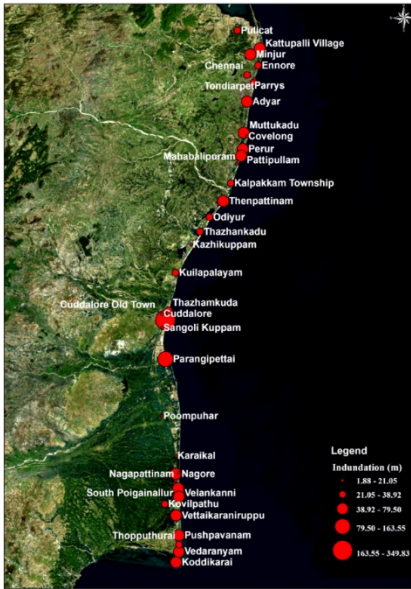 Pulicat
Kattupalli Village
Minjur
Chennai
Ennore
Tondiarpet
Parrys
Adyar
Muttukadu
Covelong
Perur
Mahabalipuram
Pattipullam
Kalpakkam Township
Thenpattinam
Odiyur
Thazhankadu
Kazhikuppam
Kuilapalayam
Thazhamkuda
Cuddalore Old Town
Cuddalore
Sangoli Kuppam
Parangipettai
Poompuhar
Karaikal
Nagapattinam
Nagore
South Poigainallur
Velankanni
Kovilpathu
Vettaikaraniruppu
Thopputhurai
Pushpavanam
Vedaranyam
Koddikarai
Legend
Indundation (m)
1.88 - 21.05
21.05 - 38.92
38.92 - 79.50
79.50 - 163.55
163.55 - 349.83